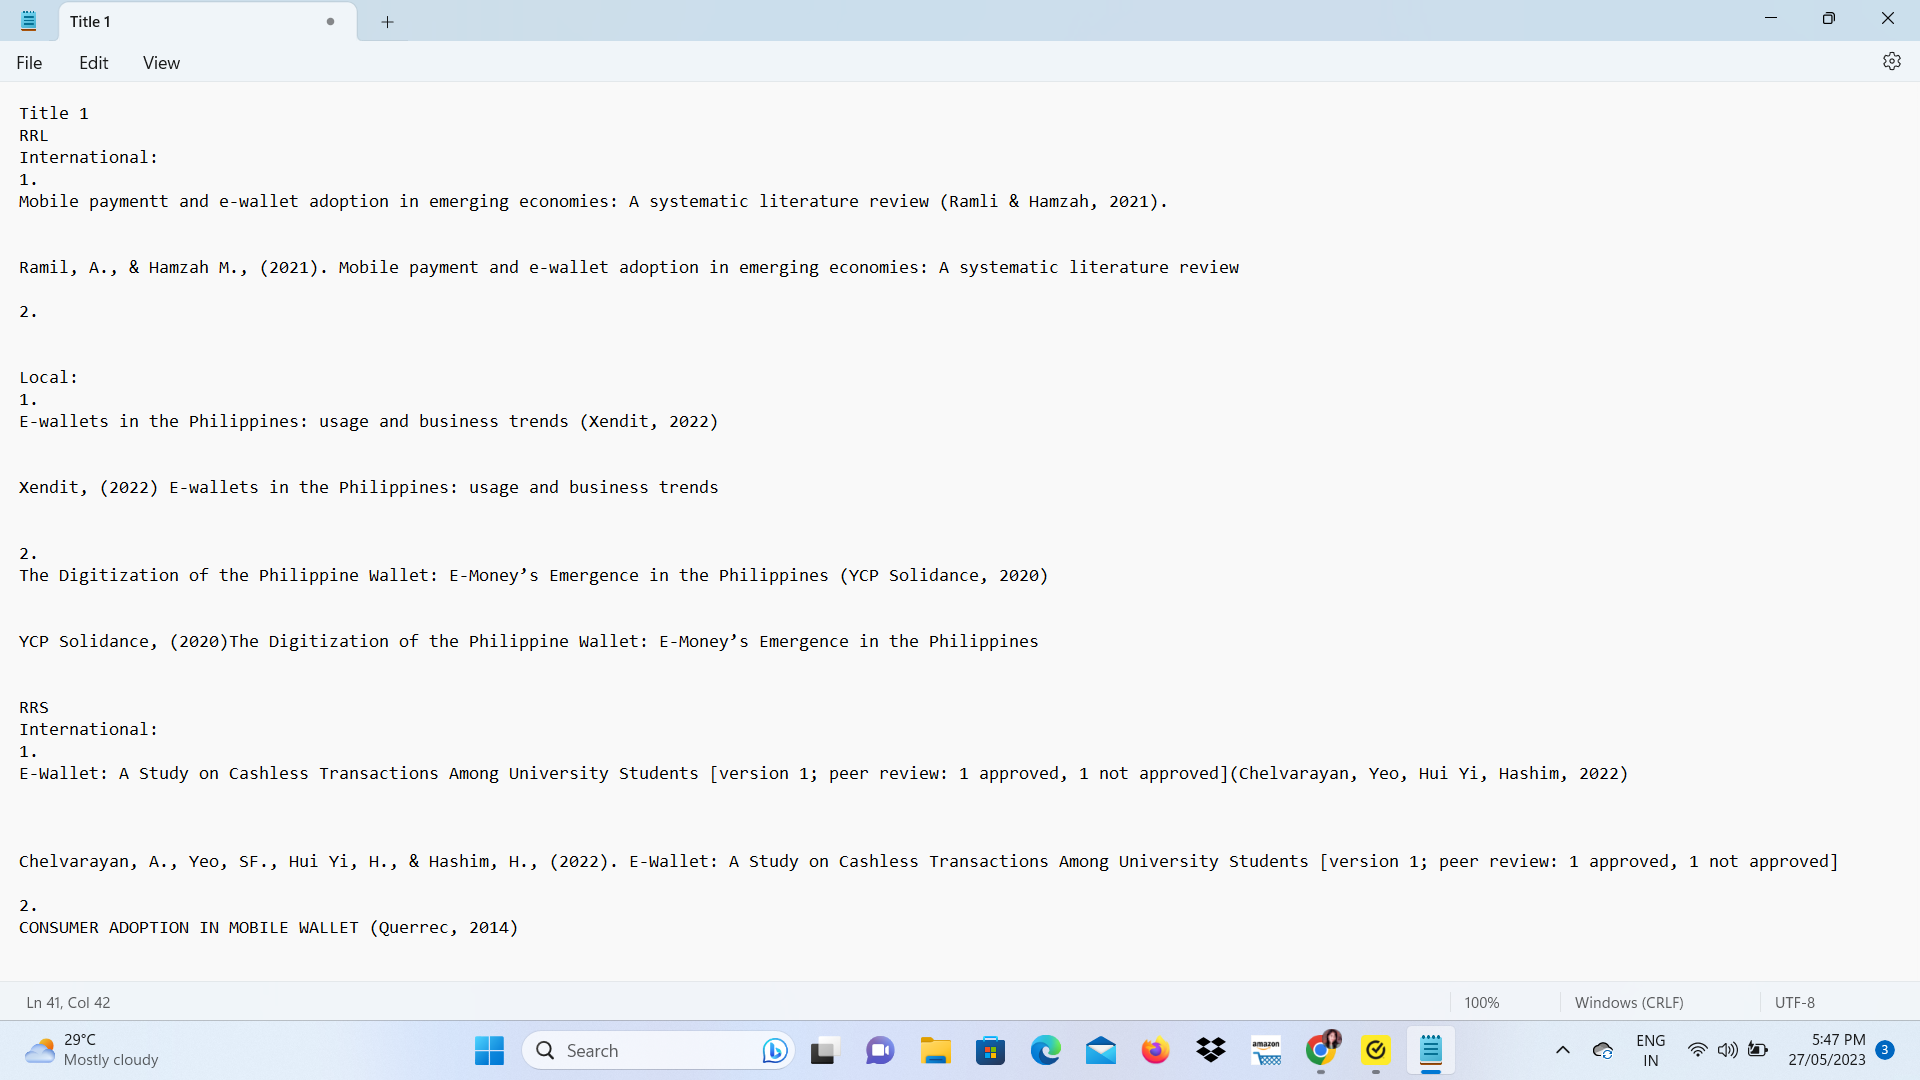 Title 1
File Edit View
Title 1
RRL
International:
1.
Mobile paymentt and e-wallet adoption in emerging economies: A systematic literature review (Ramli & Hamzah, 2021).
Ramil, A., & Hamzah M., (2021). Mobile payment and e-wallet adoption in emerging economies: A systematic literature review
2.
Local:
1.
E-wallets in the Philippines: usage and business trends (Xendit, 2022)
Xendit, (2022) E-wallets in the Philippines: usage and business trends
2.
The Digitization of the Philippine Wallet: E-Money’s Emergence in the Philippines (YCP Solidance, 2020)
YCP Solidance, (2020)The Digitization of the Philippine Wallet: E-Money’s Emergence in the Philippines
RRS
International:
1.
E-Wallet: A Study on Cashless Transactions Among University Students [version 1; peer review: 1 approved, 1 not approved](Chelvarayan, Yeo, Hui Yi, Hashim, 2022)
Chelvarayan, A., Yeo, SF., Hui Yi, H., & Hashim, H., (2022). E-Wallet: A Study on Cashless Transactions Among University Students [version 1; peer review: 1 approved, 1 not approved]
2.
CONSUMER ADOPTION IN MOBILE WALLET (Querrec, 2014)
Ln 41, Col 42 100% Windows (CRLF) UTF-8
29°C
Mostly cloudy
Search
amazon
ENG
IN
5:47 PM
27/05/2023
3